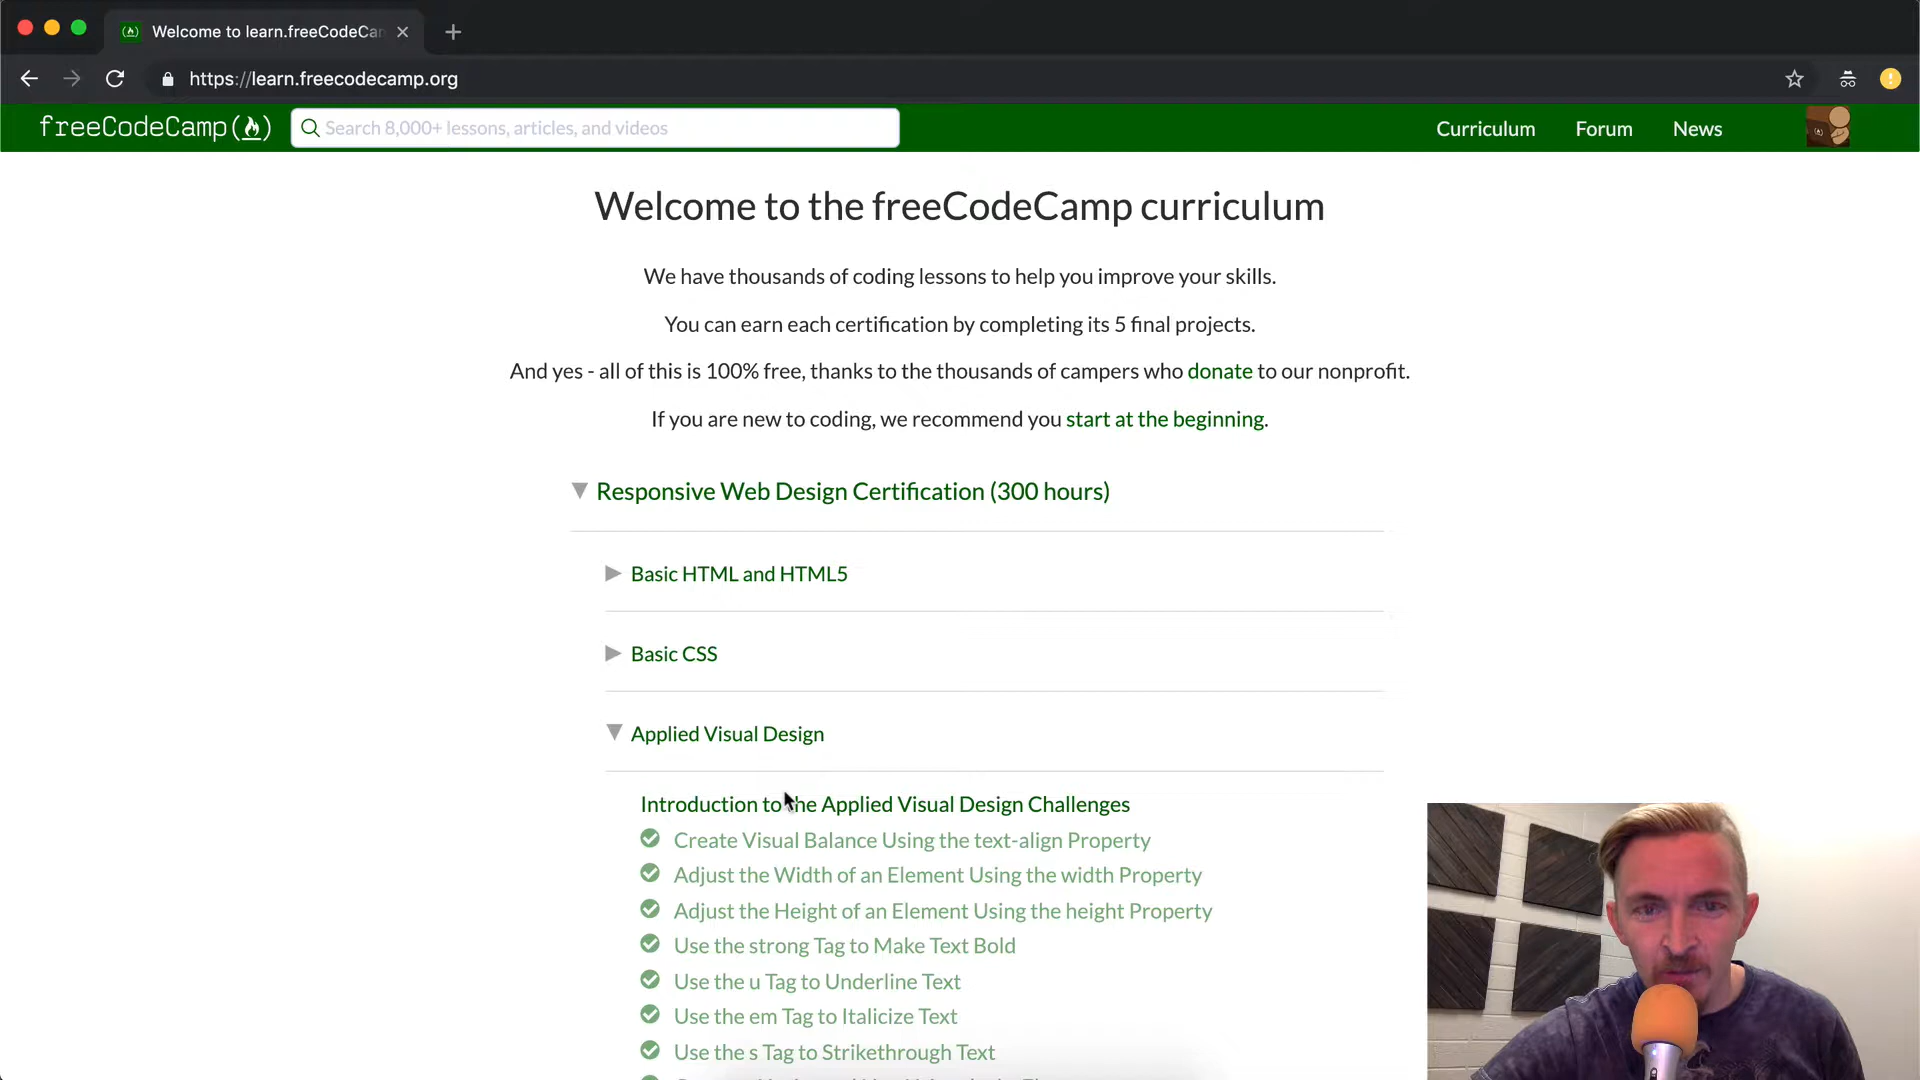 Welcome to learn.freeCodeCa
https://learn.freecodecamp.org
freeCodeCamp
Search 8,000+ lessons, articles, and videos
Curriculum
Forum
News
Welcome to the freeCodeCamp curriculum
We have thousands of coding lessons to help you improve your skills.
You can earn each certification by completing its 5 final projects.
And yes - all of this is 100% free, thanks to the thousands of campers who donate to our nonprofit.
If you are new to coding, we recommend you start at the beginning.
Responsive Web Design Certification (300 hours)
Basic HTML and HTML5
Basic CSS
Applied Visual Design
Introduction to the Applied Visual Design Challenges
Create Visual Balance Using the text-align Property
Adjust the Width of an Element Using the width Property
Adjust the Height of an Element Using the height Property
Use the strong Tag to Make Text Bold
Use the u Tag to Underline Text
Use the em Tag to Italicize Text
Use the s Tag to Strikethrough Text